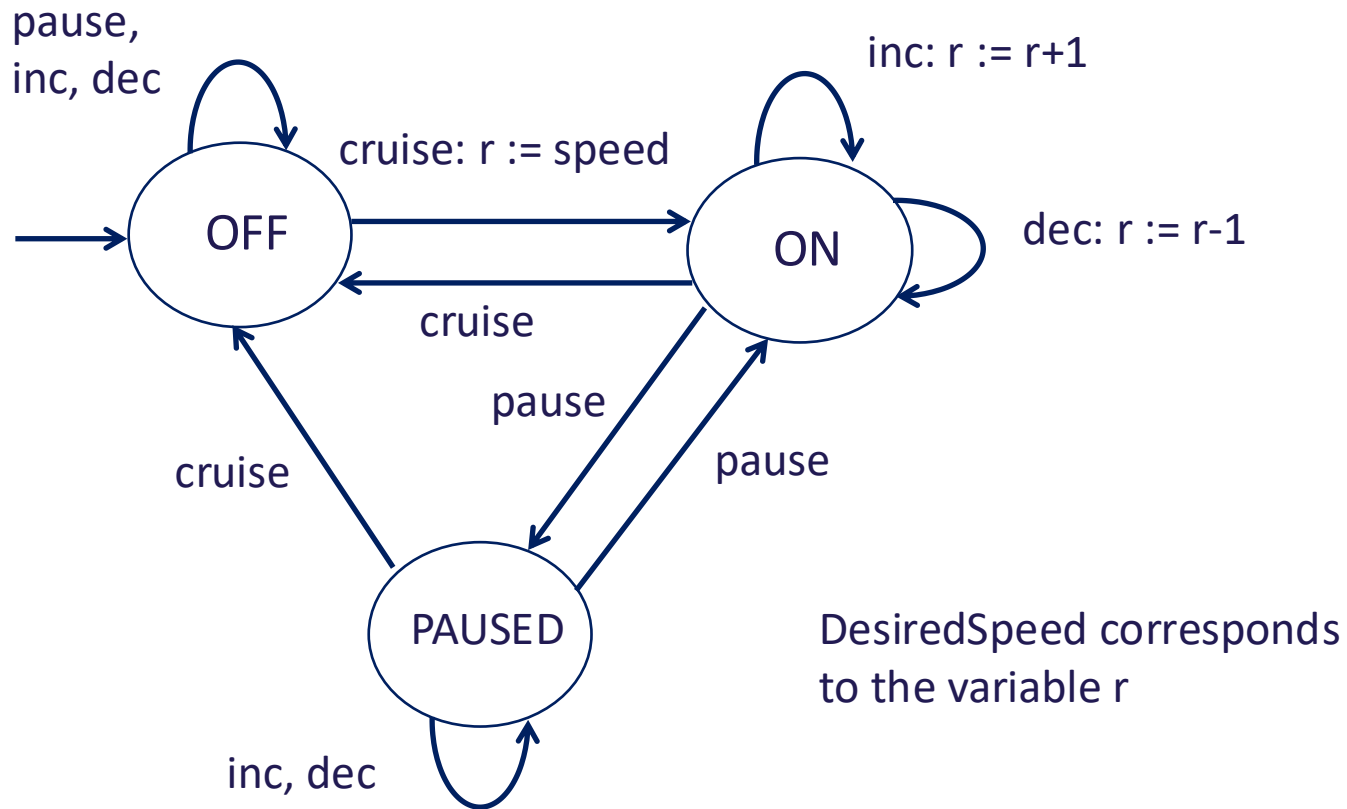 pause,
inc, dec
inc: r := r+1
cruise: r := speed
OFF
ON
dec: r := r-1
cruise
pause
cruise
pause
PAUSED
DesiredSpeed corresponds
to the variable r
inc, dec